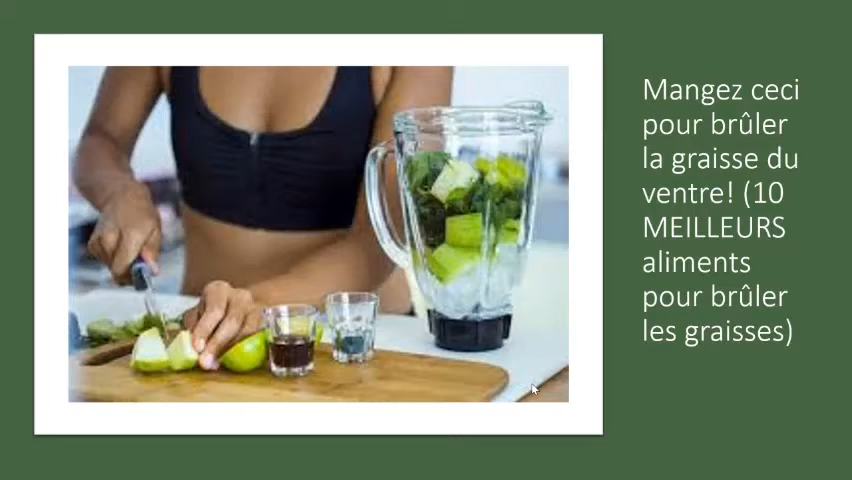 Mangez ceci
pour brûler
la graisse du
ventre! (10
MEILLEURS
aliments
pour brûler
les graisses)